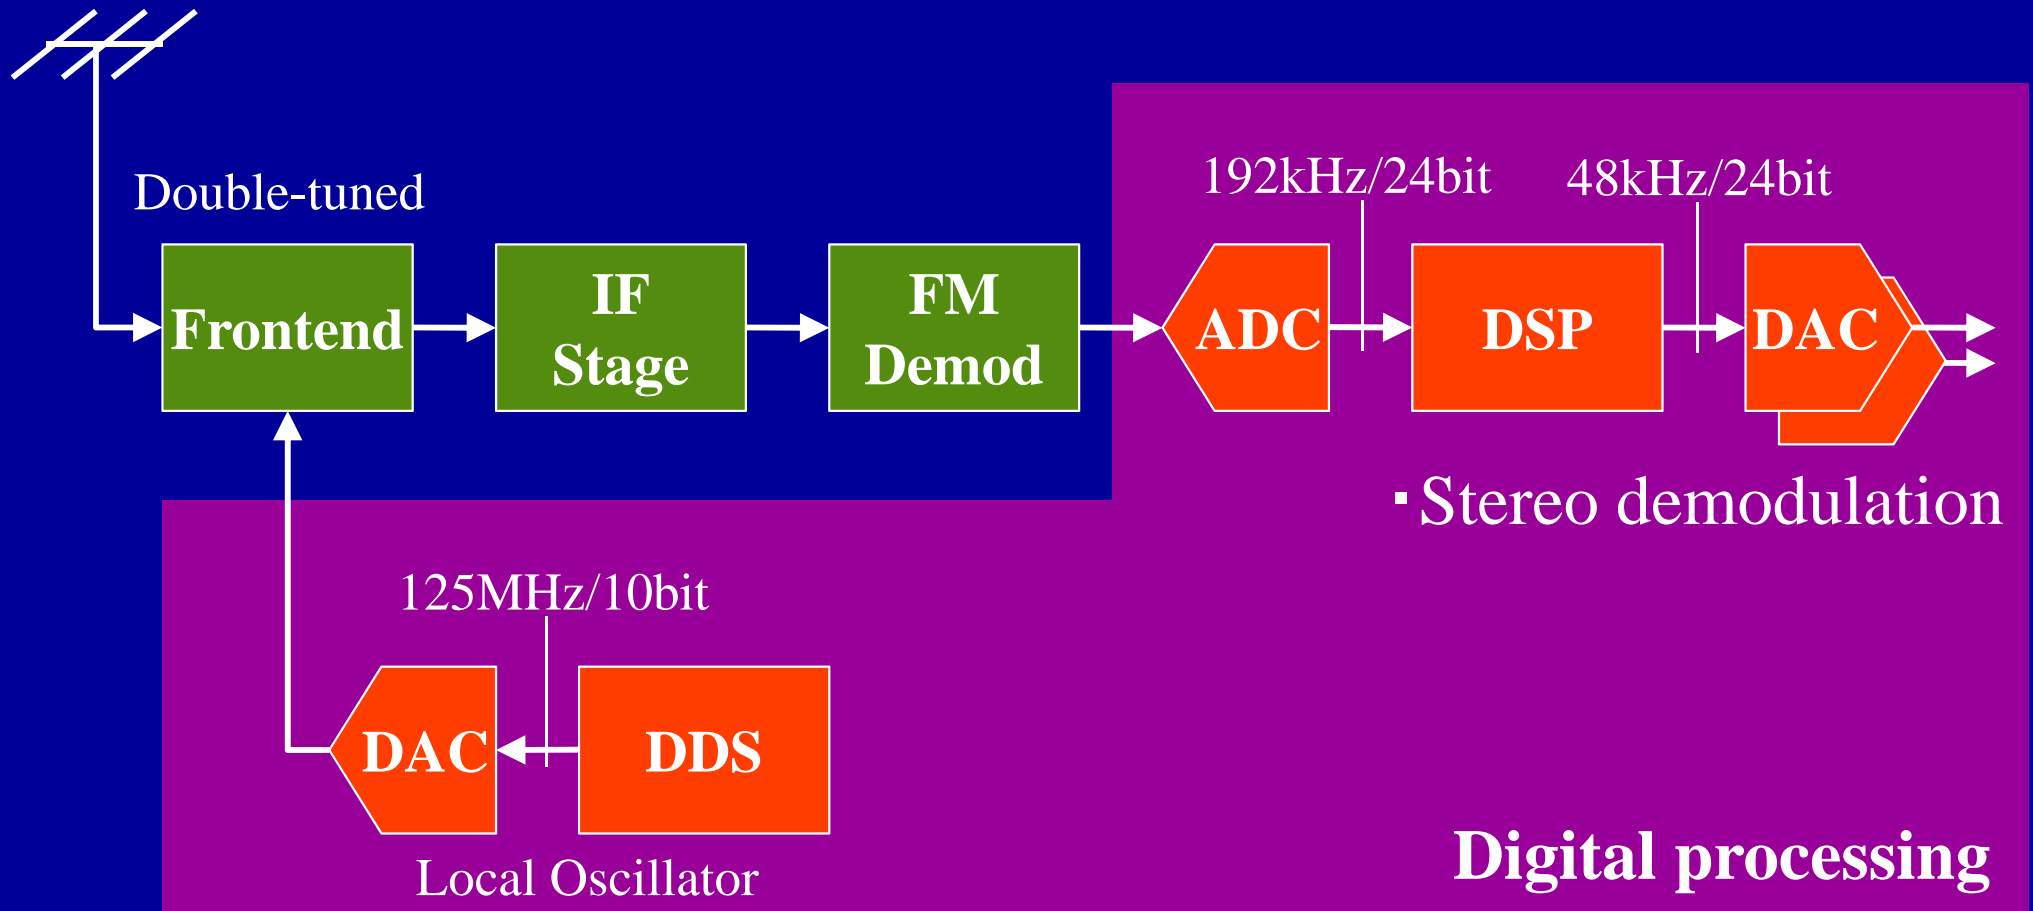 Double-tuned
192kHz/24bit
48kHz/24bit
Frontend
IF
Stage
FM
Demod
ADC
DSP
DAC
▪ Stereo demodulation
125MHz/10bit
DAC
DDS
Local Oscillator
Digital processing